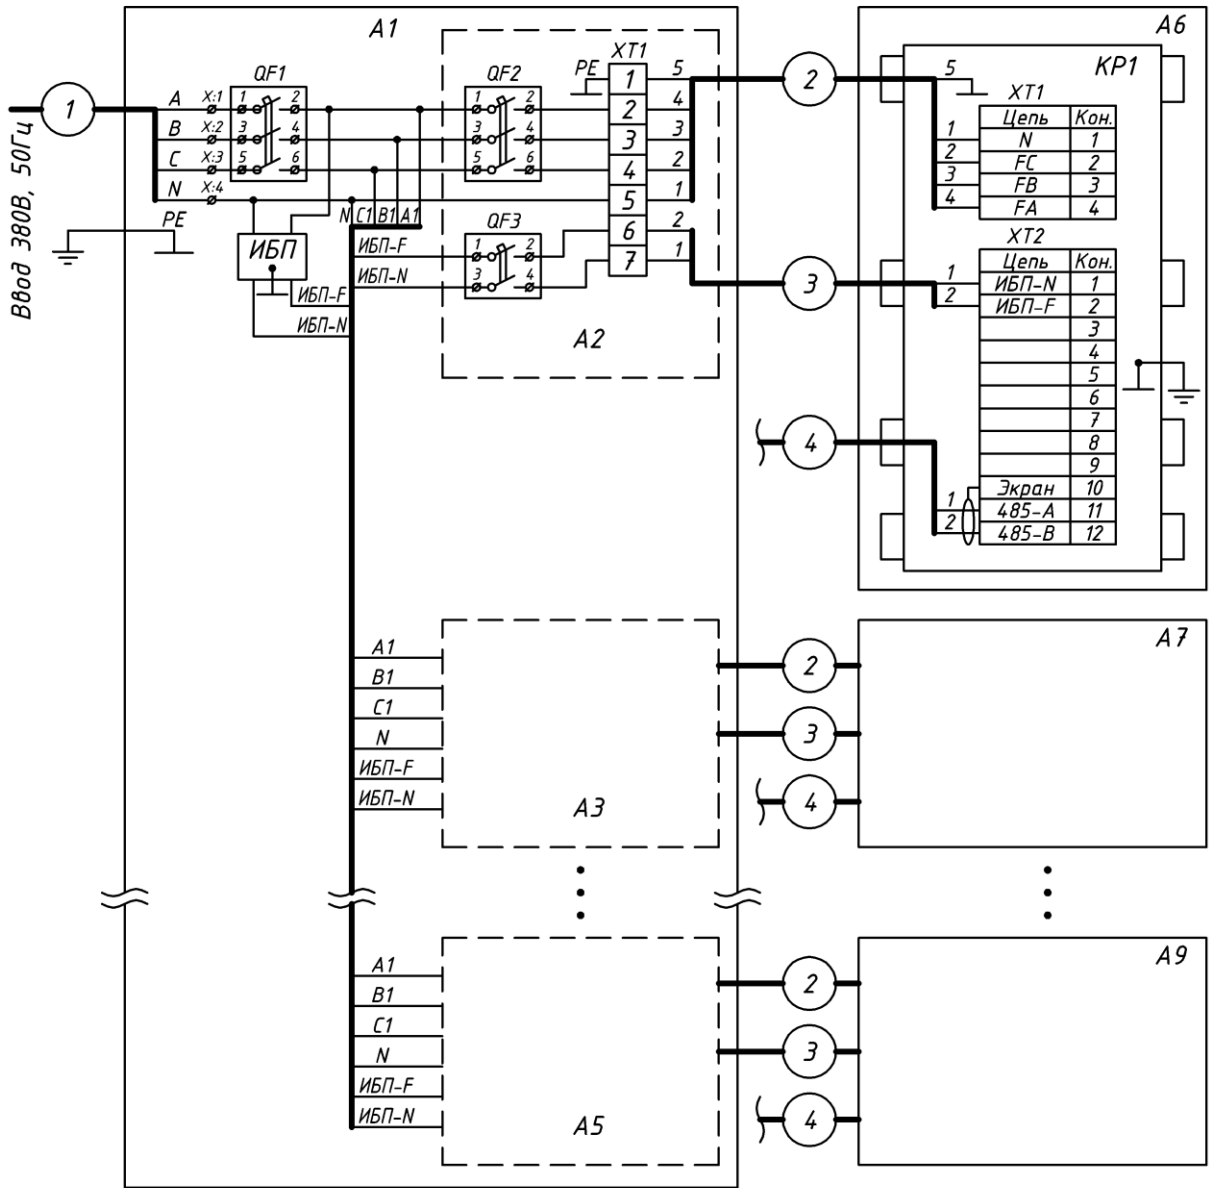 A1
A6
XT1
KP1
QF1
QF2
PE
1
5
5
XT1
1
2
A
X:1
1
2
1
2
2
4
Цепь
Кон.
B
X:2
3
4
3
4
3
3
1
N
1
C
X:3
5
6
5
6
4
2
2
FC
2
N
X:4
5
1
3
FB
3
PE
N
C1
B1
A1
QF3
6
2
4
FA
4
Ввод 380В, 50Гц
ИБП
ИБП-F
1
2
7
1
XT2
ИБП-N
3
4
3
Цепь
Кон.
ИБП-F
1
ИБП-N
1
ИБП-N
2
ИБП-F
2
A2
3
4
5
6
7
4
8
9
Экран
10
1
485-A
11
2
485-B
12
A1
2
A7
B1
C1
N
3
ИБП-F
ИБП-N
A3
4
A1
2
A9
B1
C1
N
3
ИБП-F
ИБП-N
A5
4